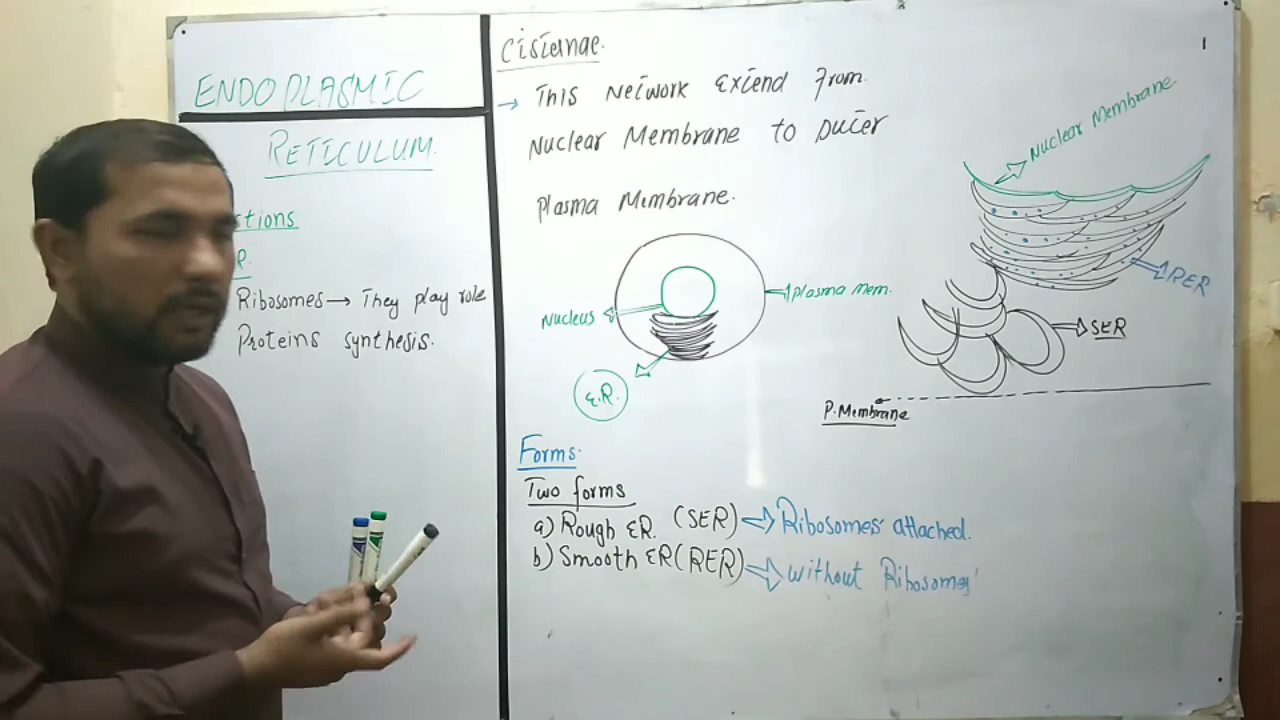 ENDOPLASMIC
RETICULUM.
stions
R.
Ribosomes → They play role
Proteins synthesis.
Cisternae.
→ This Network Extend From
Nuclear Membrane to outer
Plasma Membrane.
Nucleus
Plasma Mem.
E.R.
Nuclear Membrane
RER
SER
P. Membrane
Forms.
Two forms
a) Rough ER. (SER) ⇒ Ribosomes attached.
b) Smooth ER (RER) ⇒ without Ribosomes
1